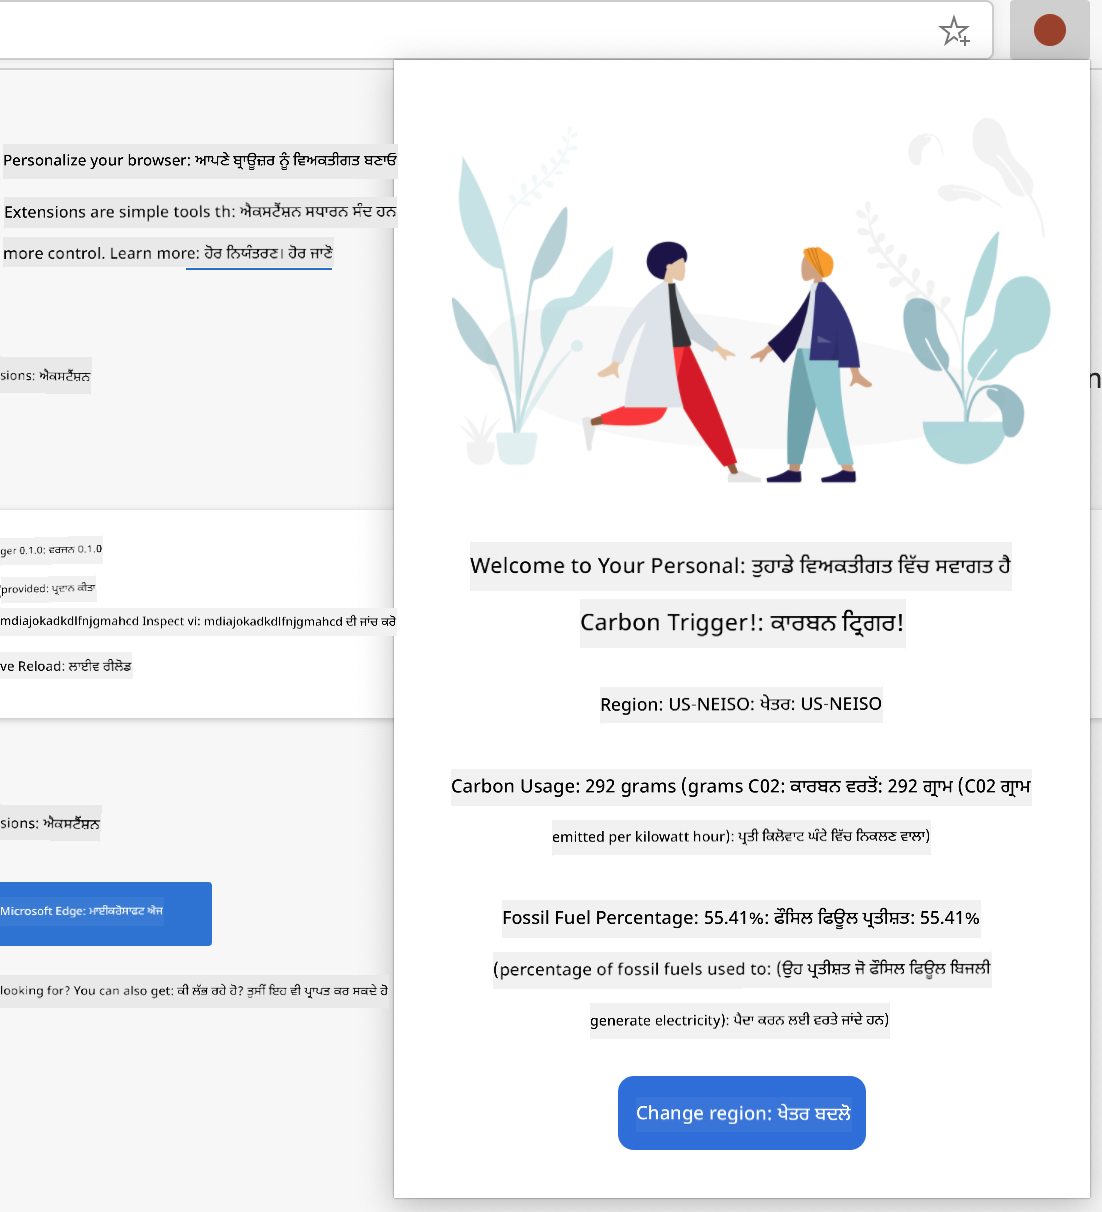 Personalize your browser: ਆਪਣੇ ਬ੍ਰਾਊਜ਼ਰ ਨੂੰ ਵਿਅਕਤੀਗਤ ਬਣਾਓ
Extensions are simple tools th: ਐਕਸਟੈਂਸ਼ਨ ਸਧਾਰਨ ਸੰਦ ਹਨ
more control. Learn more: ਹੋਰ ਨਿਯੰਤਰਣ। ਹੋਰ ਜਾਣੋ
sions: ਐਕਸਟੈਂਸ਼ਨ
n
ger 0.1.0: ਵਰਜਨ 0.1.0
provided: ਪ੍ਰਦਾਨ ਕੀਤਾ
mdiajokadkdlfnjgmahcd Inspect vi: mdiajokadkdlfnjgmahcd ਦੀ ਜਾਂਚ ਕਰੋ
ve Reload: ਲਾਈਵ ਰੀਲੋਡ
sions: ਐਕਸਟੈਂਸ਼ਨ
Microsoft Edge: ਮਾਈਕਰੋਸਾਫਟ ਐਜ
looking for? You can also get: ਕੀ ਲੱਭ ਰਹੇ ਹੋ? ਤੁਸੀਂ ਇਹ ਵੀ ਪ੍ਰਾਪਤ ਕਰ ਸਕਦੇ ਹੋ
Welcome to Your Personal: ਤੁਹਾਡੇ ਵਿਅਕਤੀਗਤ ਵਿੱਚ ਸਵਾਗਤ ਹੈ
Carbon Trigger!: ਕਾਰਬਨ ਟ੍ਰਿਗਰ!
Region: US-NEISO: ਖੇਤਰ: US-NEISO
Carbon Usage: 292 grams (grams C02: ਕਾਰਬਨ ਵਰਤੋਂ: 292 ਗ੍ਰਾਮ (C02 ਗ੍ਰਾਮ
emitted per kilowatt hour): ਪ੍ਰਤੀ ਕਿਲੋਵਾਟ ਘੰਟੇ ਵਿੱਚ ਨਿਕਲਣ ਵਾਲਾ)
Fossil Fuel Percentage: 55.41%: ਫੌਸਿਲ ਫਿਊਲ ਪ੍ਰਤੀਸ਼ਤ: 55.41%
(percentage of fossil fuels used to: (ਉਹ ਪ੍ਰਤੀਸ਼ਤ ਜੋ ਫੌਸਿਲ ਫਿਊਲ ਬਿਜਲੀ
generate electricity): ਪੈਦਾ ਕਰਨ ਲਈ ਵਰਤੇ ਜਾਂਦੇ ਹਨ)
Change region: ਖੇਤਰ ਬਦਲੋ